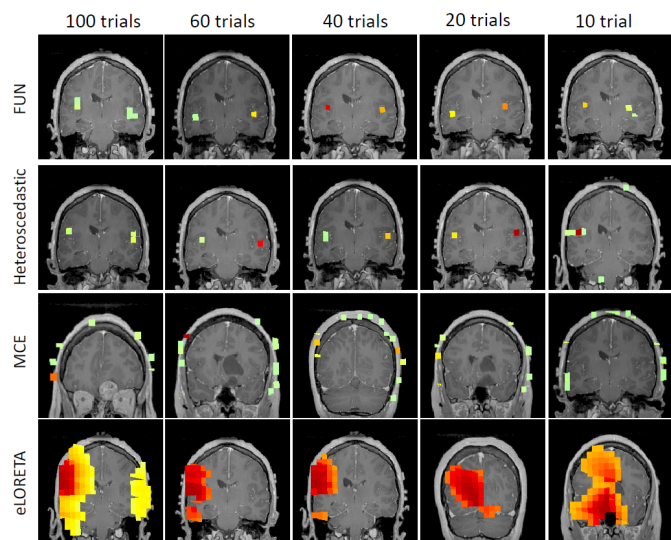 100 trials 60 trials 40 trials 20 trials 10 trial
FUN
Heteroscedastic
MCE
eLORETA